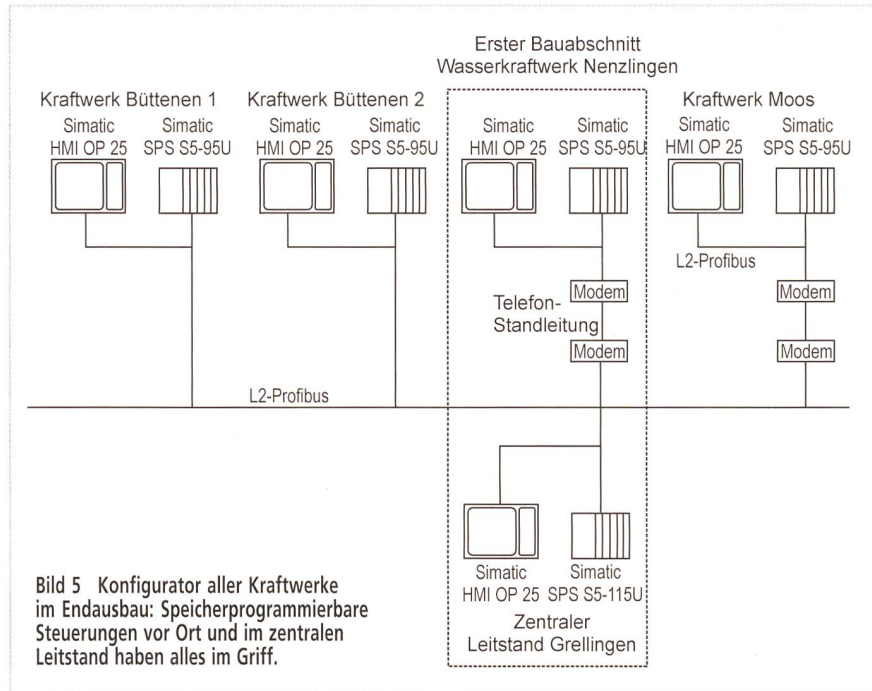 Erster Bauabschnitt
Wasserkraftwerk Nenzlingen
Kraftwerk Büttenen 1
Simatic
HMI OP 25
Simatic
SPS S5-95U
Kraftwerk Büttenen 2
Simatic
HMI OP 25
Simatic
SPS S5-95U
Simatic
HMI OP 25
Simatic
SPS S5-95U
Kraftwerk Moos
Simatic
HMI OP 25
Simatic
SPS S5-95U
L2-Profibus
Telefon-
Standleitung
Modem
Modem
Modem
Modem
L2-Profibus
Simatic
HMI OP 25
Simatic
SPS S5-115U
Zentraler
Leitstand Grellingen
Bild 5 Konfigurator aller Kraftwerke
im Endausbau: Speicherprogrammierbare
Steuerungen vor Ort und im zentralen
Leitstand haben alles im Griff.